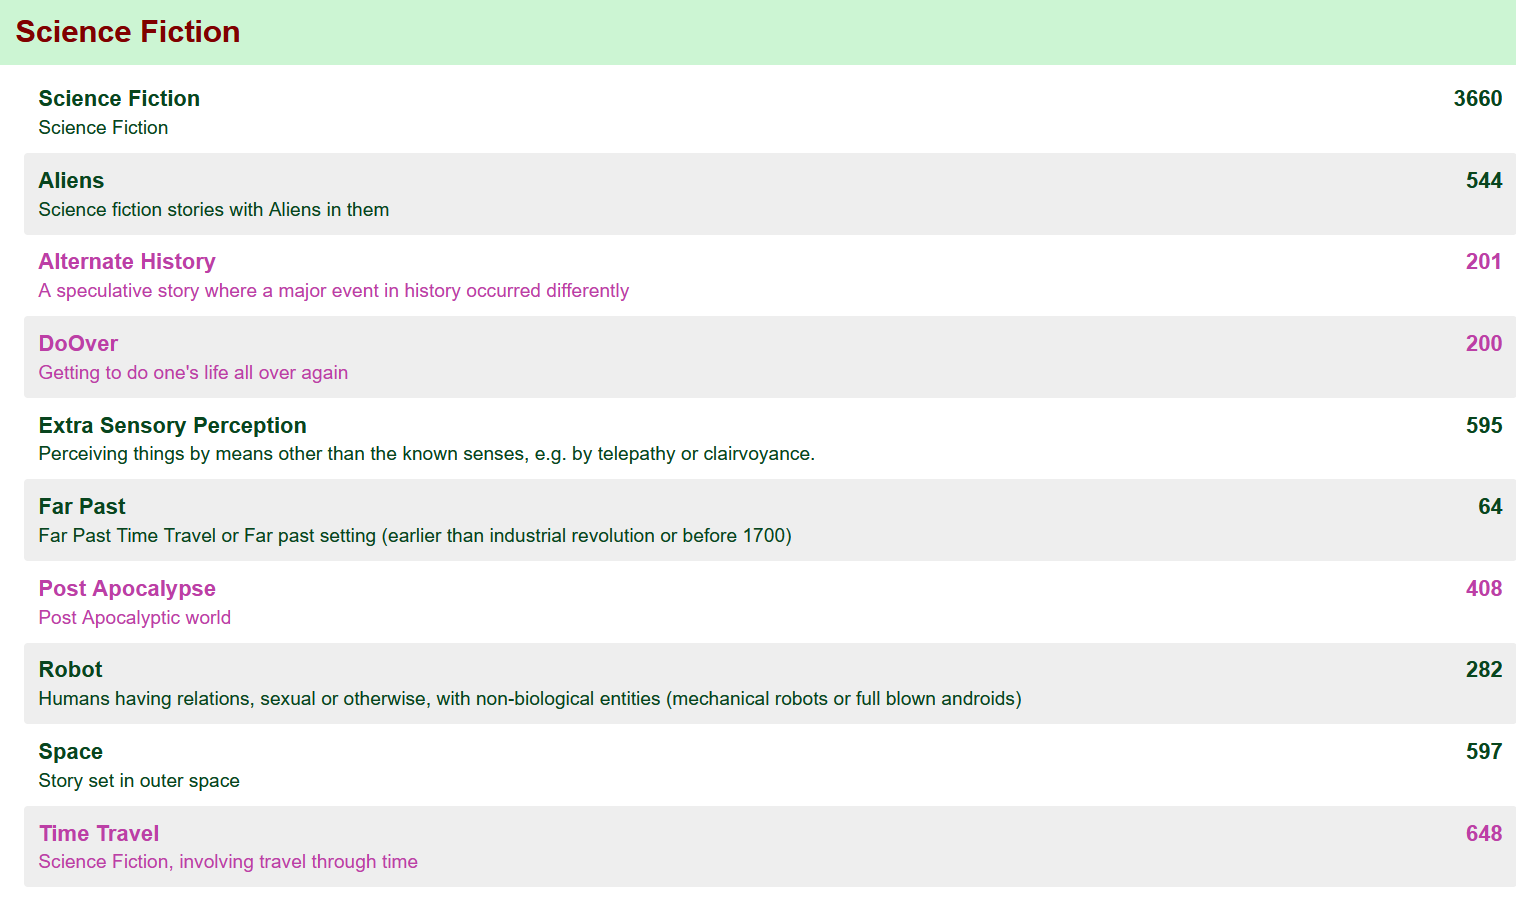 Science Fiction
Science Fiction 3660
Science Fiction
Aliens 544
Science fiction stories with Aliens in them
Alternate History 201
A speculative story where a major event in history occurred differently
DoOver 200
Getting to do one's life all over again
Extra Sensory Perception 595
Perceiving things by means other than the known senses, e.g. by telepathy or clairvoyance.
Far Past 64
Far Past Time Travel or Far past setting (earlier than industrial revolution or before 1700)
Post Apocalypse 408
Post Apocalyptic world
Robot 282
Humans having relations, sexual or otherwise, with non-biological entities (mechanical robots or full blown androids)
Space 597
Story set in outer space
Time Travel 648
Science Fiction, involving travel through time